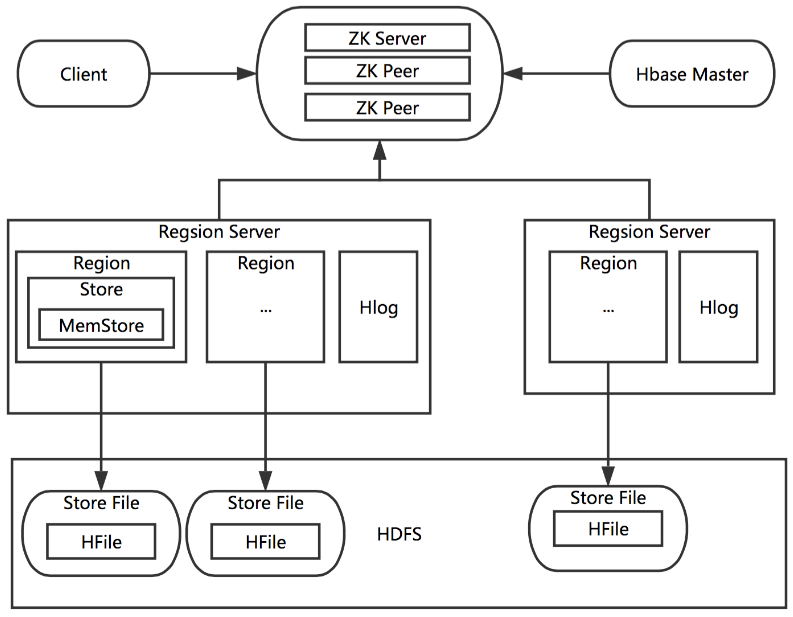 ZK Server
Client
ZK Peer
Hbase Master
ZK Peer
Regsion Server
Regsion Server
Region
Region
Region
Store
MemStore
...
Hlog
...
Hlog
Store File
Store File
Store File
HFile
HFile
HDFS
HFile